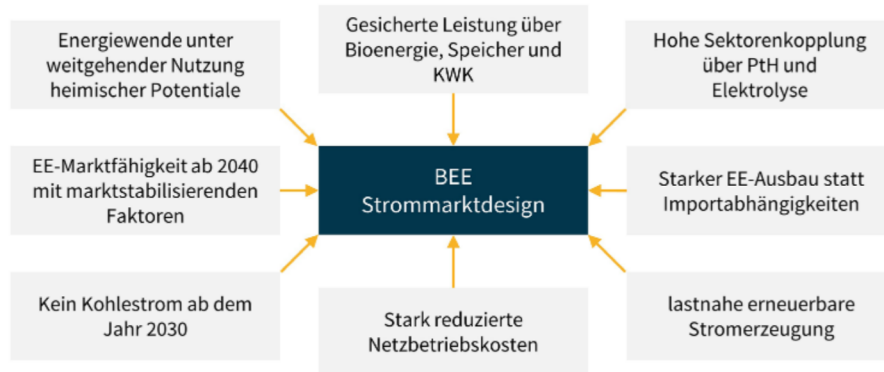 Energiewende unter
weitgehender Nutzung
heimischer Potentiale
Gesicherte Leistung über
Bioenergie, Speicher und
KWK
Hohe Sektorenkopplung
über PtH und
Elektrolyse
EE-Marktfähigkeit ab 2040
mit marktstabilisierenden
Faktoren
BEE
Strommarktdesign
Starker EE-Ausbau statt
Importabhängigkeiten
Kein Kohlestrom ab dem
Jahr 2030
Stark reduzierte
Netzbetriebskosten
lastnahe erneuerbare
Stromerzeugung